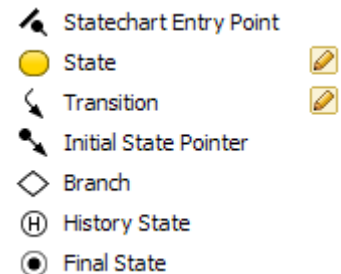 Statechart Entry Point
State
Transition
Initial State Pointer
Branch
H History State
Final State